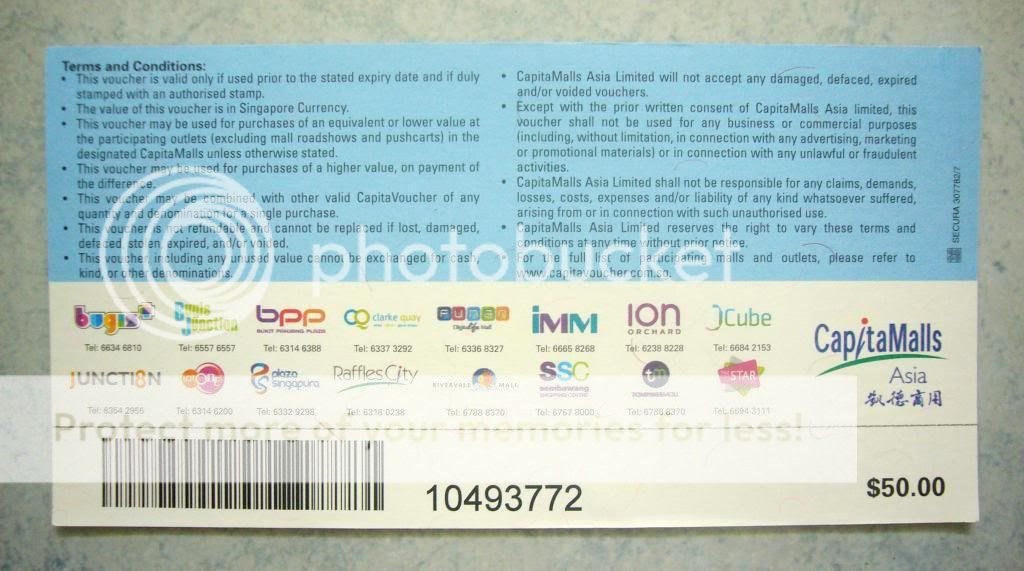 Terms and Conditions:
• This voucher is valid only if used prior to the stated expiry date and if duly
stamped with an authorised stamp.
• The value of this voucher is in Singapore Currency.
• This voucher may be used for purchases of an equivalent or lower value at
the participating outlets (excluding mall roadshows and pushcarts) in the
designated CapitaMalls unless otherwise stated.
• This voucher may be used for purchases of a higher value, on payment of
the difference.
• This voucher may be combined with other valid CapitaVoucher of any
quantity and denomination for a single purchase.
• This voucher is not refundable and cannot be replaced if lost, damaged,
defaced, stolen, expired, and/or voided.
• This voucher including any unused value cannot be exchanged for cash,
kind, or other denominations.
• CapitaMalls Asia Limited will not accept any damaged, defaced, expired
and/or voided vouchers.
• Except with the prior written consent of CapitaMalls Asia limited, this
voucher shall not be used for any business or commercial purposes
(including, without limitation, in connection with any advertising, marketing
or promotional materials) or in connection with any unlawful or fraudulent
activities.
• CapitaMalls Asia Limited shall not be responsible for any claims, demands,
losses, costs, expenses and/or liability of any kind whatsoever suffered,
arising from or in connection with such unauthorised use.
• CapitaMalls Asia Limited reserves the right to vary these terms and
conditions at any time without prior notice.
• For the full list of participating malls and outlets, please refer to
www.capitavoucher.com.sg.
SECURA 307782/7
photobucket
bugis+ Bugis Junction bpp BUKIT PANJANG PLAZA CQ clarke quay FUNAN DigitaLife Mall IMM ION ORCHARD JCube
Tel: 6634 6810 Tel: 6557 6557 Tel: 6314 6388 Tel: 6337 3292 Tel: 6336 8327 Tel: 6665 8268 Tel: 6238 8228 Tel: 6684 2153
CapitaMalls
Asia
凯德商用
JUNCTI8N plaza singapura Raffles City RIVERVALE MALL SSC sembawang SHOPPING CENTRE tm TAMPINES MALL THE STAR
Tel: 6354 2955 Tel: 6314 6200 Tel: 6332 9298 Tel: 6318 0238 Tel: 6788 8370 Tel: 6757 8000 Tel: 6788 8370 Tel: 6694 3111
Protect more of your memories for less!
10493772
$50.00